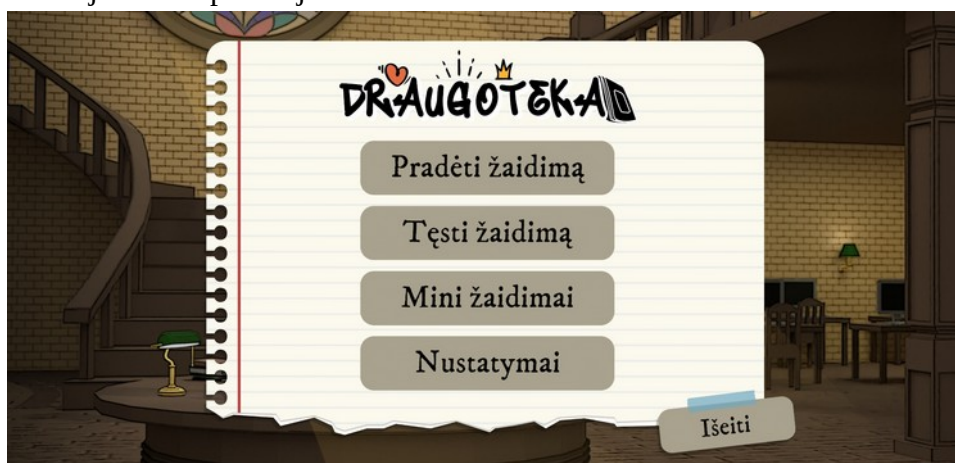 DRAUGOTEKA
Pradėti žaidimą
Tęsti žaidimą
Mini žaidimai
Nustatymai
Išeiti